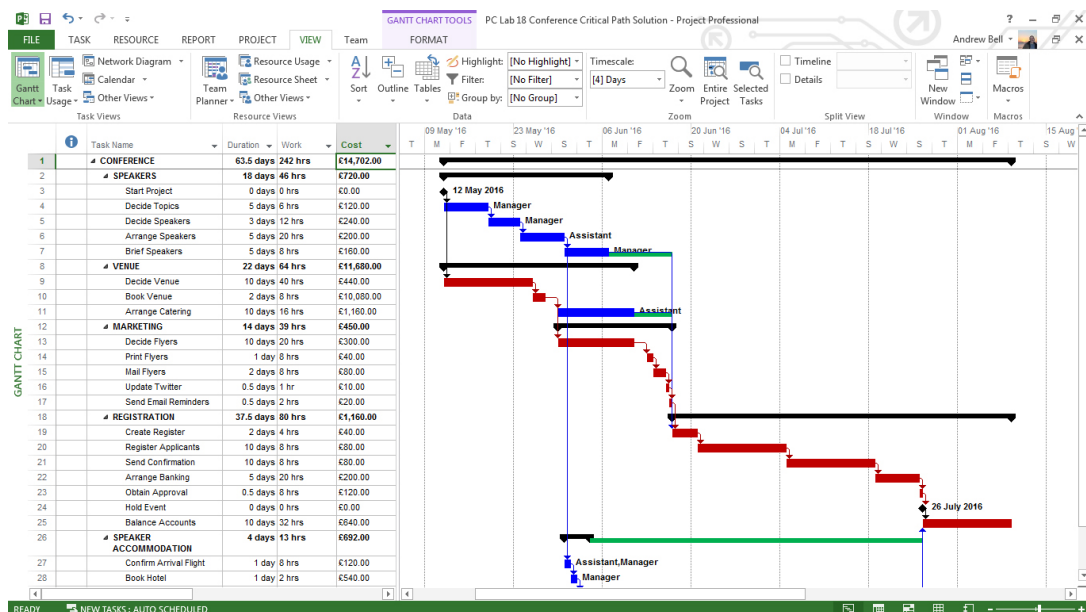 GANTT CHART TOOLS PC Lab 18 Conference Critical Path Solution - Project Professional
FILE TASK RESOURCE REPORT PROJECT VIEW Team FORMAT Andrew Bell
Network Diagram Resource Usage Highlight: [No Highlight] Timescale: Timeline
Calendar Resource Sheet Filter: [No Filter] [4] Days Details
Other Views Other Views Group by: [No Group]
Gantt Chart Task Usage Team Planner Sort Outline Tables Zoom Entire Project Selected Tasks New Window Macros
Task Views Resource Views Data Zoom Split View Window Macros
09 May '16 23 May '16 06 Jun '16 20 Jun '16 04 Jul '16 18 Jul '16 01 Aug '16 15 Aug
Task Name Duration Work Cost T M F T S W S T M F T S W S T M F T S W
1 CONFERENCE 63.5 days 242 hrs £14,702.00
2 SPEAKERS 18 days 46 hrs £720.00
3 Start Project 0 days 0 hrs £0.00 12 May 2016
4 Decide Topics 5 days 6 hrs £120.00 Manager
5 Decide Speakers 3 days 12 hrs £240.00 Manager
6 Arrange Speakers 5 days 20 hrs £200.00 Assistant
7 Brief Speakers 5 days 8 hrs £160.00 Manager
8 VENUE 22 days 64 hrs £11,680.00
9 Decide Venue 10 days 40 hrs £440.00
10 Book Venue 2 days 8 hrs £10,080.00
11 Arrange Catering 10 days 16 hrs £1,160.00 Assistant
12 MARKETING 14 days 39 hrs £450.00
13 Decide Flyers 10 days 20 hrs £300.00
14 Print Flyers 1 day 8 hrs £40.00
15 Mail Flyers 2 days 8 hrs £80.00
16 Update Twitter 0.5 days 1 hr £10.00
17 Send Email Reminders 0.5 days 2 hrs £20.00
18 REGISTRATION 37.5 days 80 hrs £1,160.00
19 Create Register 2 days 4 hrs £40.00
20 Register Applicants 10 days 8 hrs £80.00
21 Send Confirmation 10 days 8 hrs £80.00
22 Arrange Banking 5 days 20 hrs £200.00
23 Obtain Approval 0.5 days 8 hrs £120.00
24 Hold Event 0 days 0 hrs £0.00 26 July 2016
25 Balance Accounts 10 days 32 hrs £640.00
26 SPEAKER 4 days 13 hrs £692.00
ACCOMMODATION
27 Confirm Arrival Flight 1 day 8 hrs £120.00 Assistant,Manager
28 Book Hotel 1 day 2 hrs £540.00 Manager
GANTT CHART
READY NEW TASKS : AUTO SCHEDULED